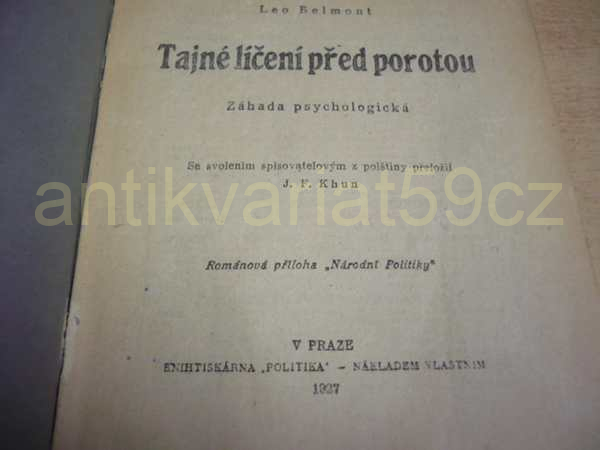 Leo Belmont
Tajné líčení před porotou
Záhada psychologická
Se svolením spisovatelovým z polštiny přeložil
J. F. Khun
antikvariat59cz
Románová příloha „Národní Politiky"
V PRAZE
KNIHTISKÁRNA „POLITIKA" - NÁKLADEM VLASTNIM
1927